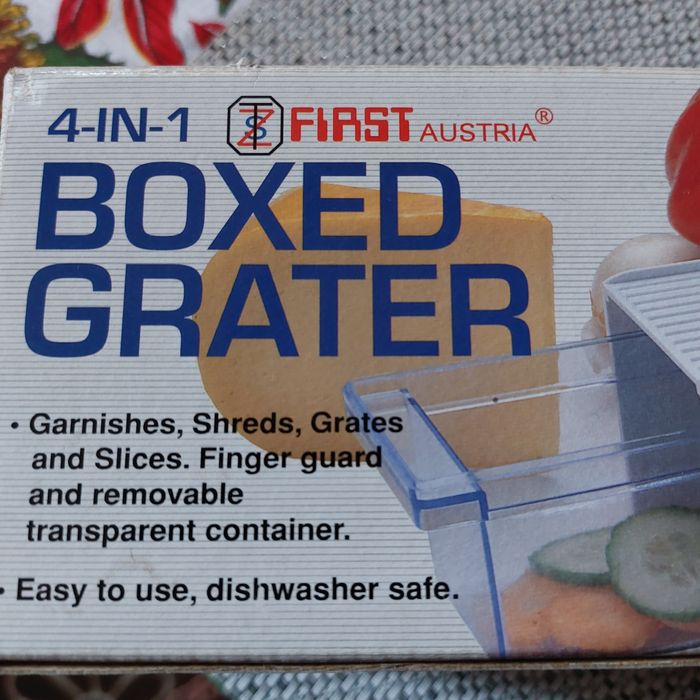 4-IN-1 TZS FIRST AUSTRIA®
BOXED
GRATER
• Garnishes, Shreds, Grates
and Slices. Finger guard
and removable
transparent container.
• Easy to use, dishwasher safe.